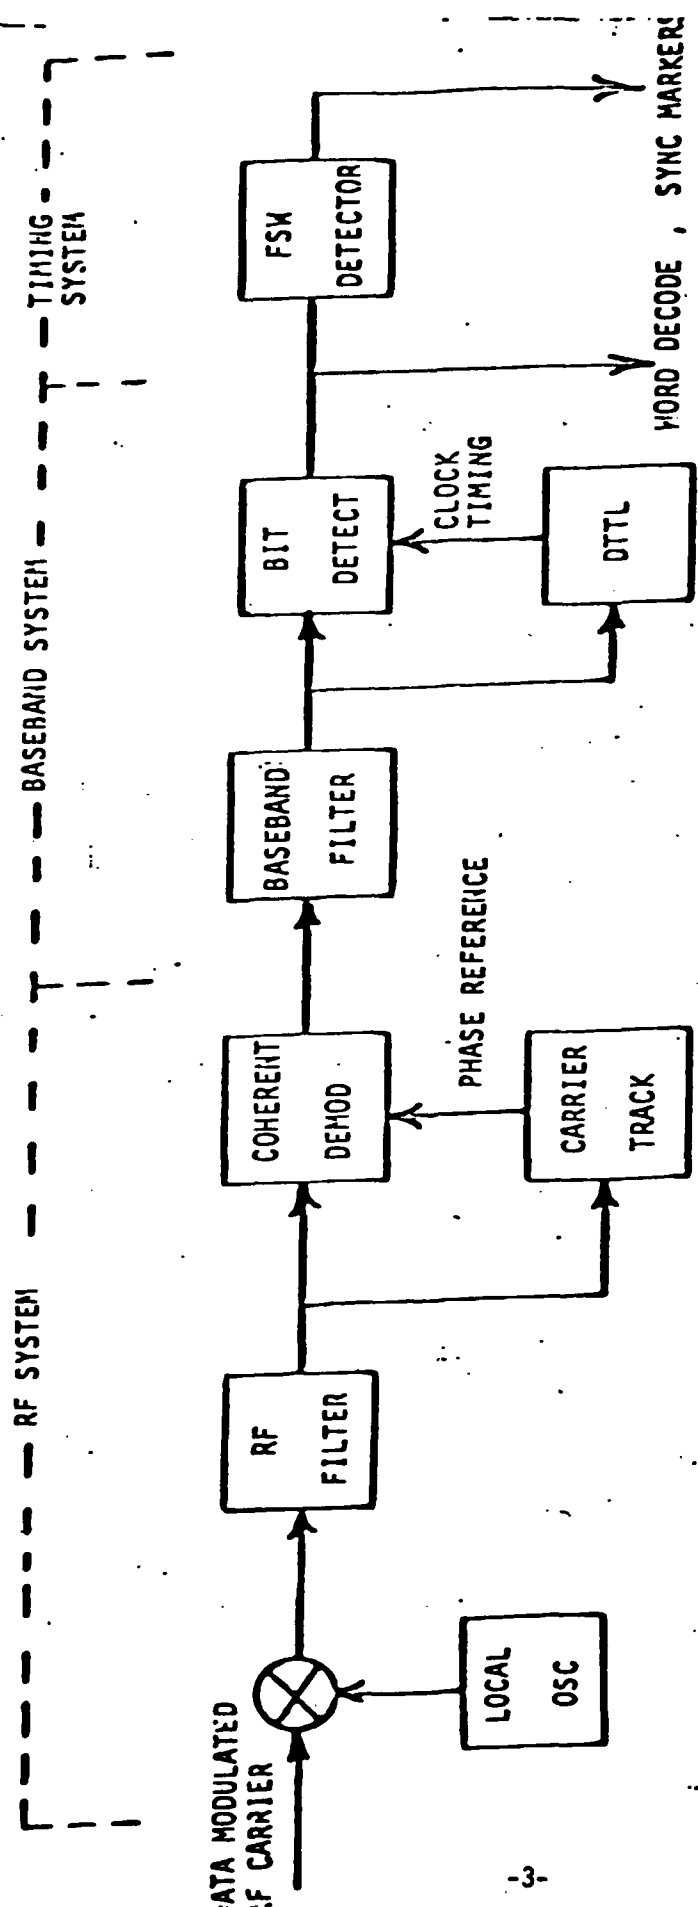 RF SYSTEM
BASEBAND SYSTEM
TIMING
SYSTEM
ATA MODULATED
F CARRIER
LOCAL
OSC
RF
FILTER
COHERENT
DEMOD
PHASE REFERENCE
CARRIER
TRACK
BASEBAND
FILTER
BIT
DETECT
CLOCK
TIMING
DTTL
FSW
DETECTOR
WORD DECODE , SYNC MARKERS
-3-